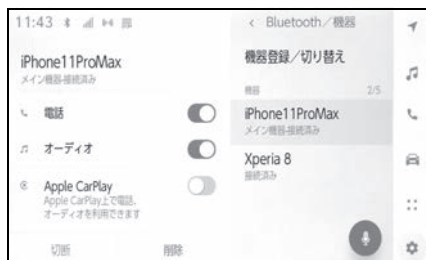 11:43
iPhone11ProMax
メイン機器-接続済み
電話
オーディオ
Apple CarPlay
Apple CarPlay上で電話、
オーディオを利用できます
切断
削除
< Bluetooth／機器
機器登録／切り替え
機器 2/5
iPhone11ProMax
メイン機器-接続済み
Xperia 8
接続済み